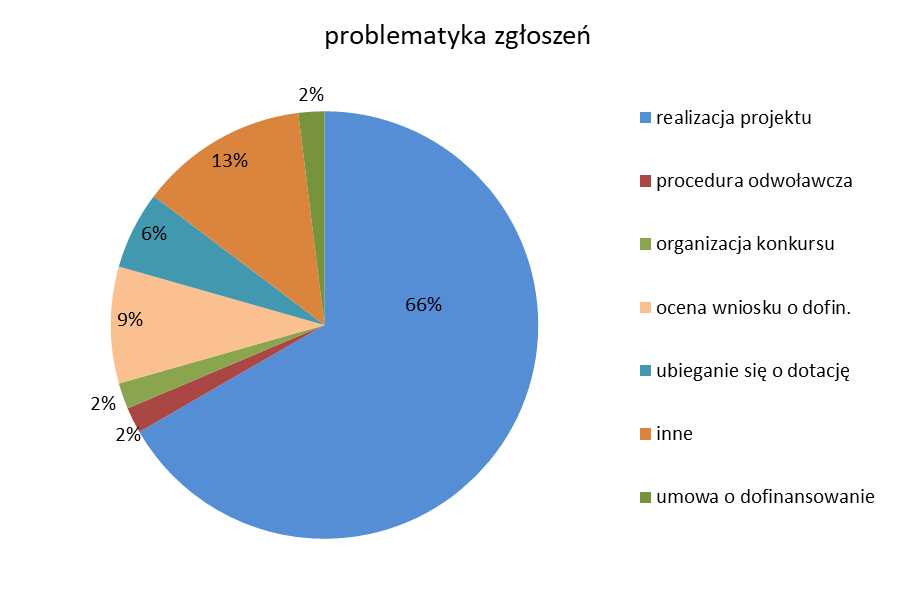 problematyka zgłoszeń
2%
13%
6%
66%
9%
2%
2%
realizacja projektu
procedura odwoławcza
organizacja konkursu
ocena wniosku o dofin.
ubieganie się o dotację
inne
umowa o dofinansowanie